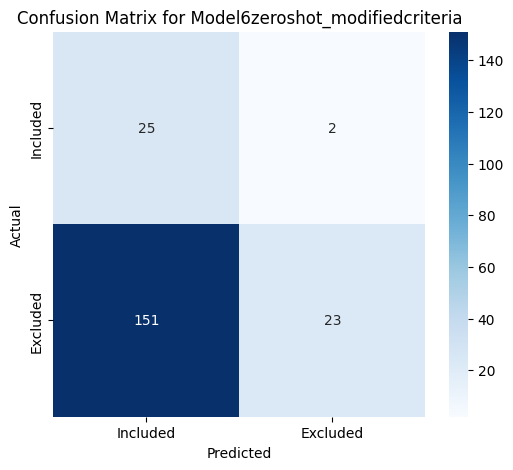 Confusion Matrix for Model6zeroshot_modifiedcriteria
Actual
Included
Excluded
25
2
151
23
Included
Excluded
Predicted
140
120
100
80
60
40
20